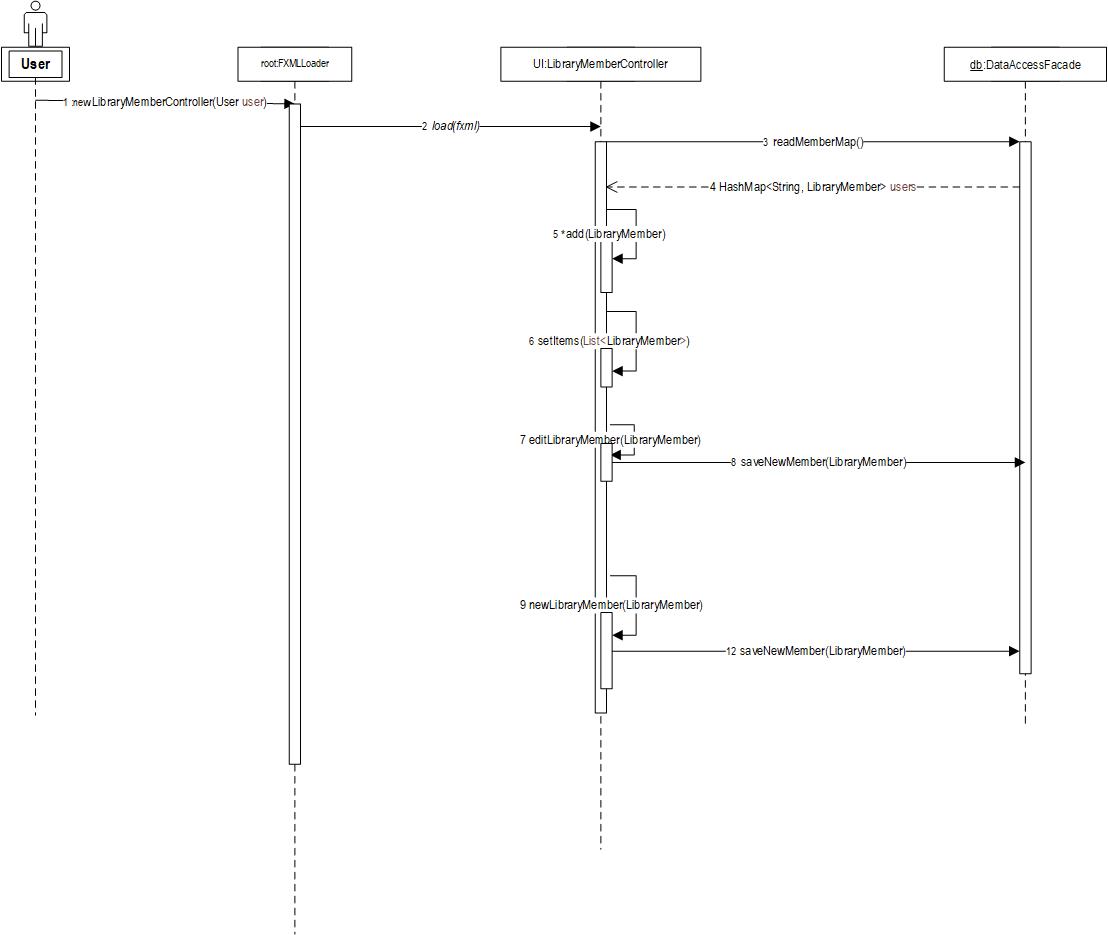 User
root:FXMLLoader
UI:LibraryMemberController
db:DataAccessFacade
1 :newLibraryMemberController(User user)
2 load(fxml)
3 readMemberMap()
4 HashMap<String, LibraryMember> users
5 *add(LibraryMember)
6 setItems(List<LibraryMember>)
7 editLibraryMember(LibraryMember)
8 saveNewMember(LibraryMember)
9 newLibraryMember(LibraryMember)
12 saveNewMember(LibraryMember)